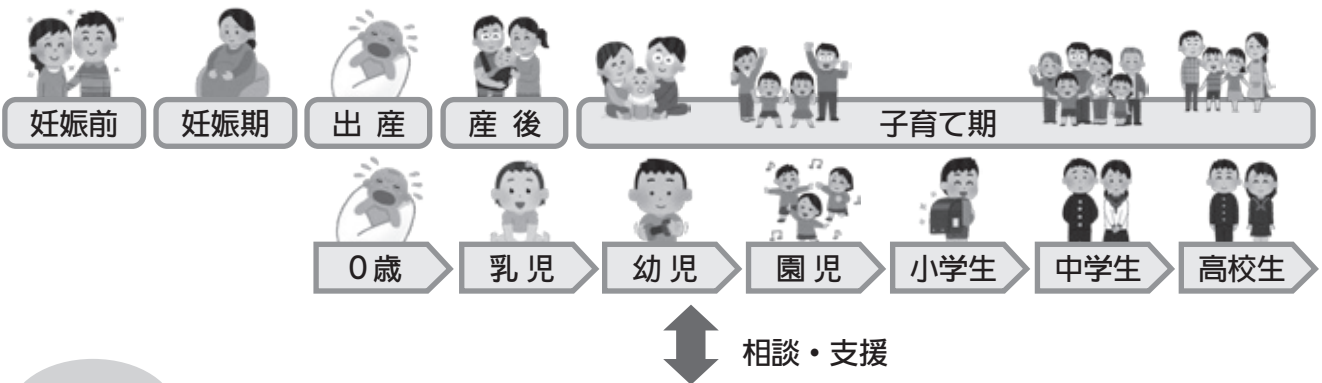 妊娠前 妊娠期 出産 産後 子育て期
0歳 乳児 幼児 園児 小学生 中学生 高校生
相談・支援